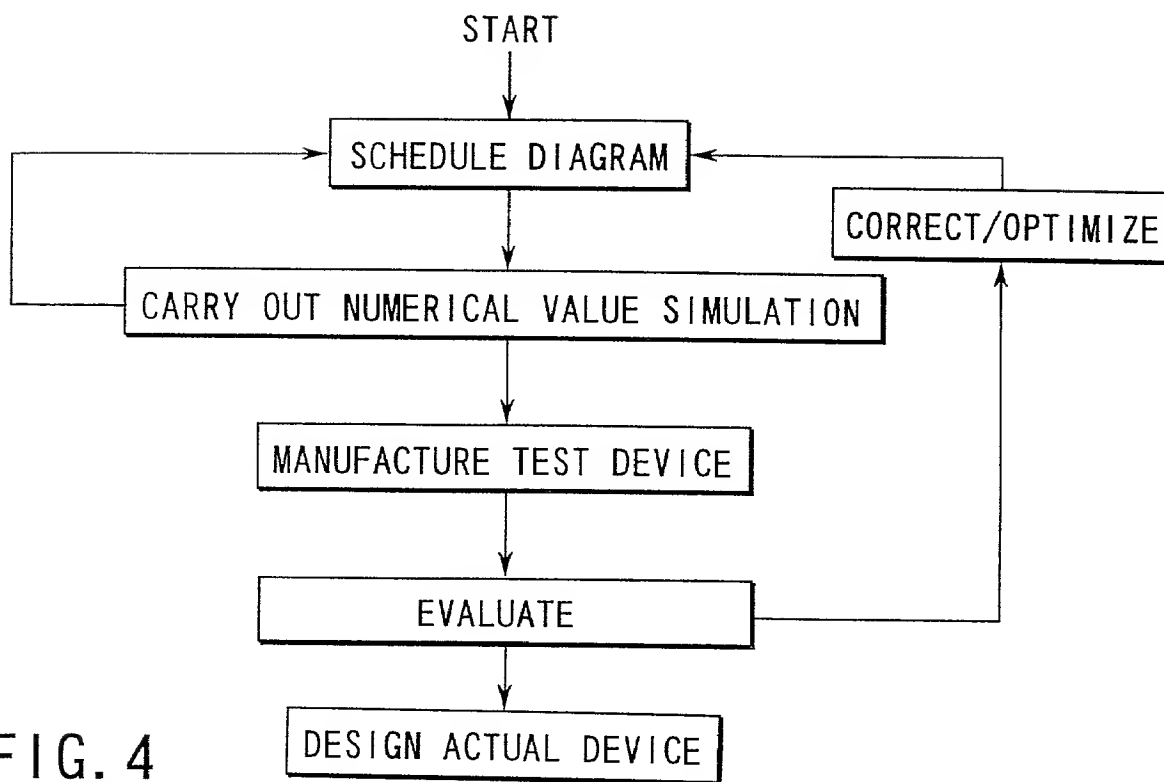 START
SCHEDULE DIAGRAM
CORRECT/OPTIMIZE
CARRY OUT NUMERICAL VALUE SIMULATION
MANUFACTURE TEST DEVICE
EVALUATE
DESIGN ACTUAL DEVICE
FIG. 4